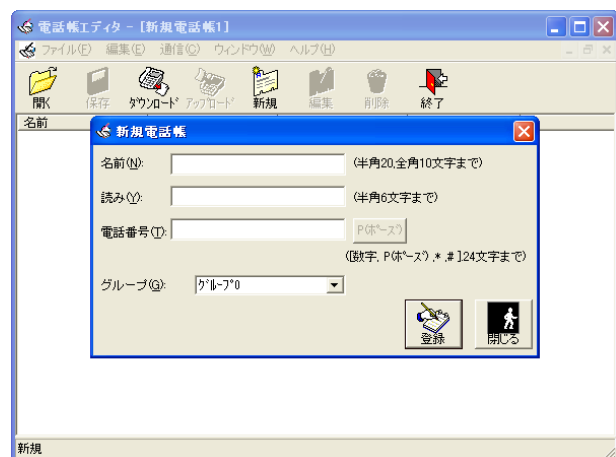 電話帳エディタ - [新規電話帳1]
ファイル(F) 編集(E) 通信(C) ウィンドウ(W) ヘルプ(H)
開く 保存 ダウンロード アップロード 新規 編集 削除 終了
名前
新規電話帳
名前(N): (半角20,全角10文字まで)
読み(Y): (半角6文字まで)
電話番号(T): P(ポーズ)
([数字, P(ポーズ),*,#]24文字まで)
グループ(G): グループ0
登録 閉じる
新規